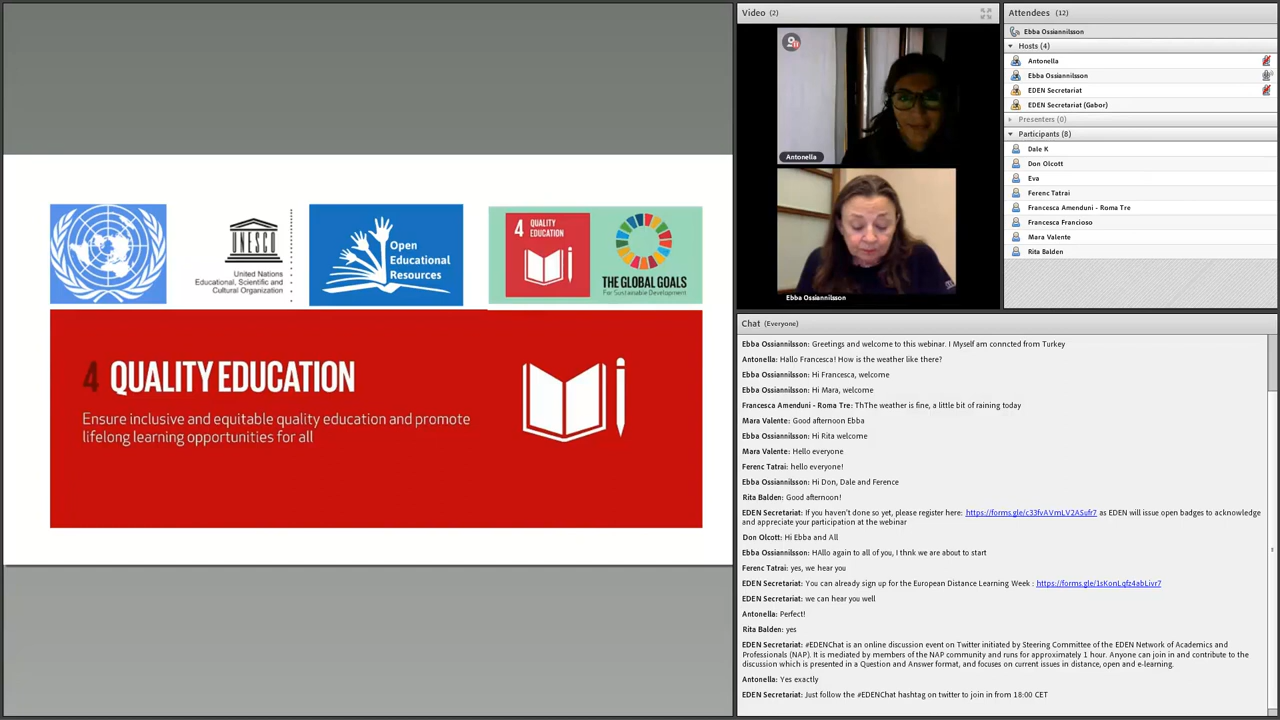 UNESCO
United Nations
Educational, Scientific and
Cultural Organization
Open
Educational
Resources
4 QUALITY
EDUCATION
THE GLOBAL GOALS
For Sustainable Development
4 QUALITY EDUCATION
Ensure inclusive and equitable quality education and promote
lifelong learning opportunities for all
Video (2)
Antonella
Ebba Ossiannilsson
Attendees (12)
Ebba Ossiannilsson
Hosts (4)
Antonella
Ebba Ossiannilsson
EDEN Secretariat
EDEN Secretariat (Gabor)
Presenters (0)
Participants (8)
Dale K
Don Olcott
Eva
Ferenc Tatrai
Francesca Amenduni - Roma Tre
Francesca Francioso
Mara Valente
Rita Balden
Chat (Everyone)
Ebba Ossiannilsson: Greetings and welcome to this webinar. I Myself am conncted from Turkey
Antonella: Hallo Francesca! How is the weather like there?
Ebba Ossiannilsson: Hi Francesca, welcome
Ebba Ossiannilsson: Hi Mara, welcome
Francesca Amenduni - Roma Tre: ThThe weather is fine, a little bit of raining today
Mara Valente: Good afternoon Ebba
Ebba Ossiannilsson: Hi Rita welcome
Mara Valente: Hello everyone
Ferenc Tatrai: hello everyone!
Ebba Ossiannilsson: Hi Don, Dale and Ference
Rita Balden: Good afternoon!
EDEN Secretariat: If you haven't done so yet, please register here: https://forms.gle/c33fvAVmLV2ASufr7 as EDEN will issue open badges to acknowledge
and appreciate your participation at the webinar
Don Olcott: Hi Ebba and All
Ebba Ossiannilsson: HAllo again to all of you, I thnk we are about to start
Ferenc Tatrai: yes, we hear you
EDEN Secretariat: You can already sign up for the European Distance Learning Week : https://forms.gle/1sKonLqfz4abLivr7
EDEN Secretariat: we can hear you well
Antonella: Perfect!
Rita Balden: yes
EDEN Secretariat: #EDENChat is an online discussion event on Twitter initiated by Steering Committee of the EDEN Network of Academics and
Professionals (NAP). It is mediated by members of the NAP community and runs for approximately 1 hour. Anyone can join in and contribute to the
discussion which is presented in a Question and Answer format, and focuses on current issues in distance, open and e-learning.
Antonella: Yes exactly
EDEN Secretariat: Just follow the #EDENChat hashtag on twitter to join in from 18:00 CET